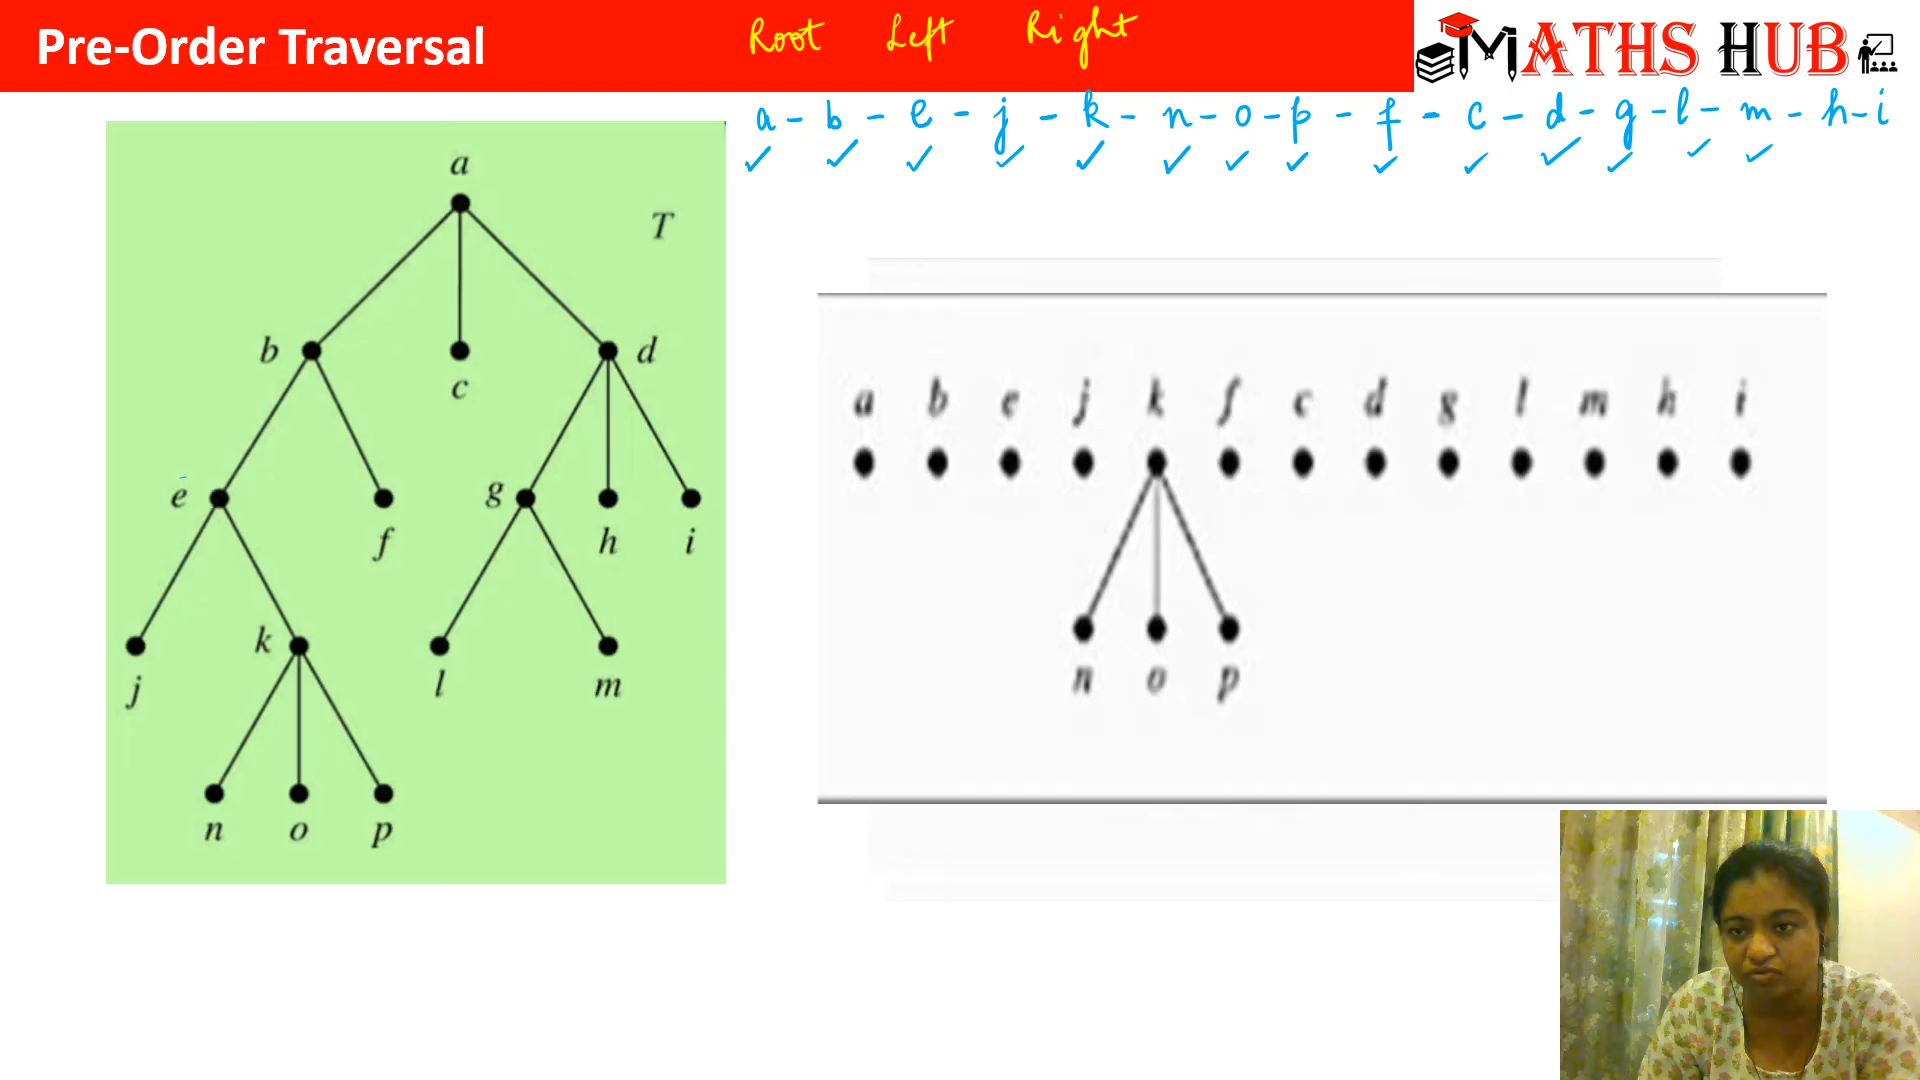 Pre-Order Traversal
Root Left Right
MATHS HUB
a - b - e - j - k - n - o - p - f - c - d - g - l - m - h - i
a
T
b
d
c
e
g
f
h
i
k
j
l
m
n o p
a b e j k f c d g l m h i
n o p